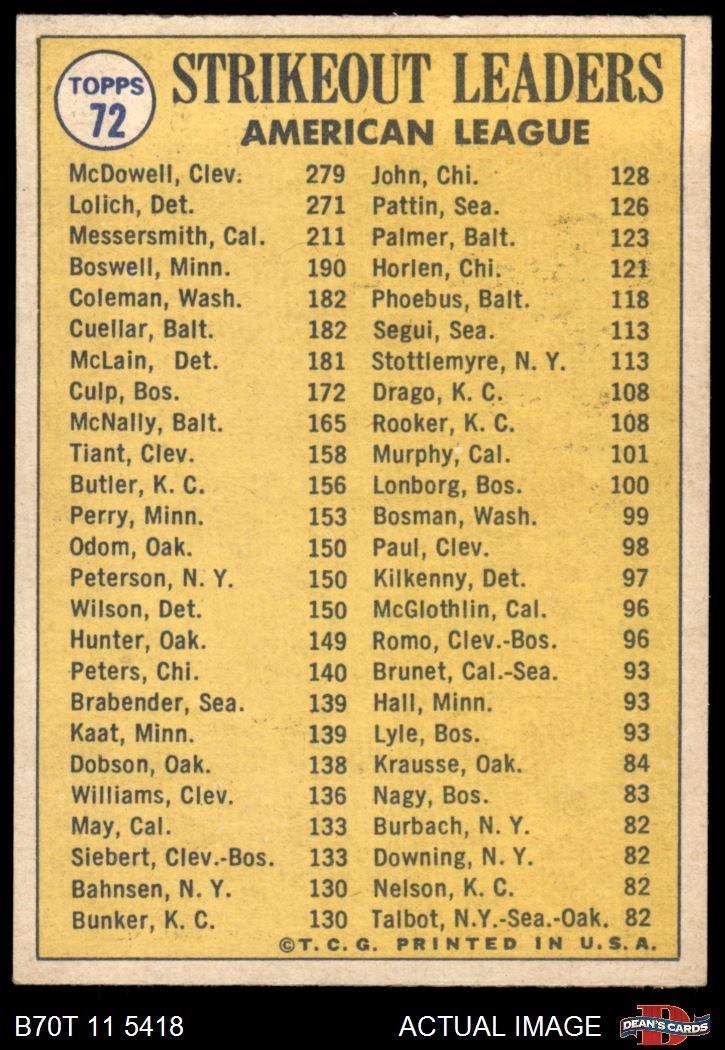 TOPPS
72
STRIKEOUT LEADERS
AMERICAN LEAGUE
McDowell, Clev. 279
Lolich, Det. 271
Messersmith, Cal. 211
Boswell, Minn. 190
Coleman, Wash. 182
Cuellar, Balt. 182
McLain, Det. 181
Culp, Bos. 172
McNally, Balt. 165
Tiant, Clev. 158
Butler, K. C. 156
Perry, Minn. 153
Odom, Oak. 150
Peterson, N. Y. 150
Wilson, Det. 150
Hunter, Oak. 149
Peters, Chi. 140
Brabender, Sea. 139
Kaat, Minn. 139
Dobson, Oak. 138
Williams, Clev. 136
May, Cal. 133
Siebert, Clev.-Bos. 133
Bahnsen, N. Y. 130
Bunker, K. C. 130
John, Chi. 128
Pattin, Sea. 126
Palmer, Balt. 123
Horlen, Chi. 121
Phoebus, Balt. 118
Segui, Sea. 113
Stottlemyre, N. Y. 113
Drago, K. C. 108
Rooker, K. C. 108
Murphy, Cal. 101
Lonborg, Bos. 100
Bosman, Wash. 99
Paul, Clev. 98
Kilkenny, Det. 97
McGlothlin, Cal. 96
Romo, Clev.-Bos. 96
Brunet, Cal.-Sea. 93
Hall, Minn. 93
Lyle, Bos. 93
Krausse, Oak. 84
Nagy, Bos. 83
Burbach, N. Y. 82
Downing, N. Y. 82
Nelson, K. C. 82
Talbot, N.Y.-Sea.-Oak. 82
©T. C. G. PRINTED IN U. S. A.
B70T 11 5418 ACTUAL IMAGE
D
DEAN'S CARDS